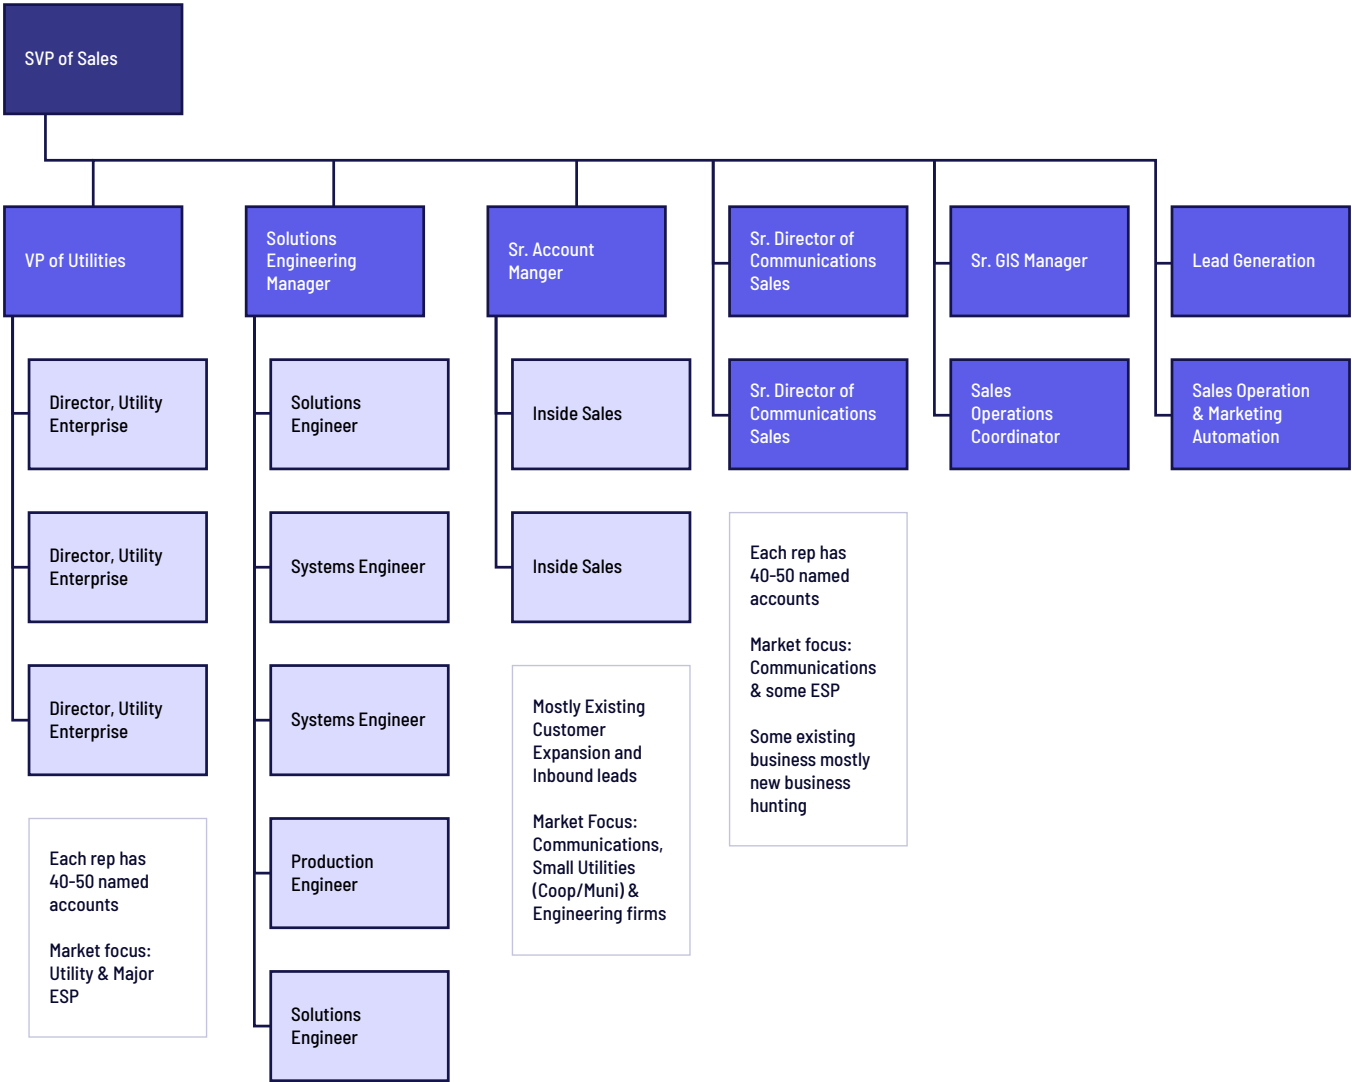 SVP of Sales
VP of Utilities
Solutions
Engineering
Manager
Sr. Account
Manger
Sr. Director of
Communications
Sales
Sr. GIS Manager
Lead Generation
Director, Utility
Enterprise
Solutions
Engineer
Inside Sales
Sr. Director of
Communications
Sales
Sales
Operations
Coordinator
Sales Operation
& Marketing
Automation
Director, Utility
Enterprise
Systems Engineer
Inside Sales
Each rep has
40-50 named
accounts
Market focus:
Communications
& some ESP
Some existing
business mostly
new business
hunting
Director, Utility
Enterprise
Systems Engineer
Mostly Existing
Customer
Expansion and
Inbound leads
Market Focus:
Communications,
Small Utilities
(Coop/Muni) &
Engineering firms
Each rep has
40-50 named
accounts
Market focus:
Utility & Major
ESP
Production
Engineer
Solutions
Engineer